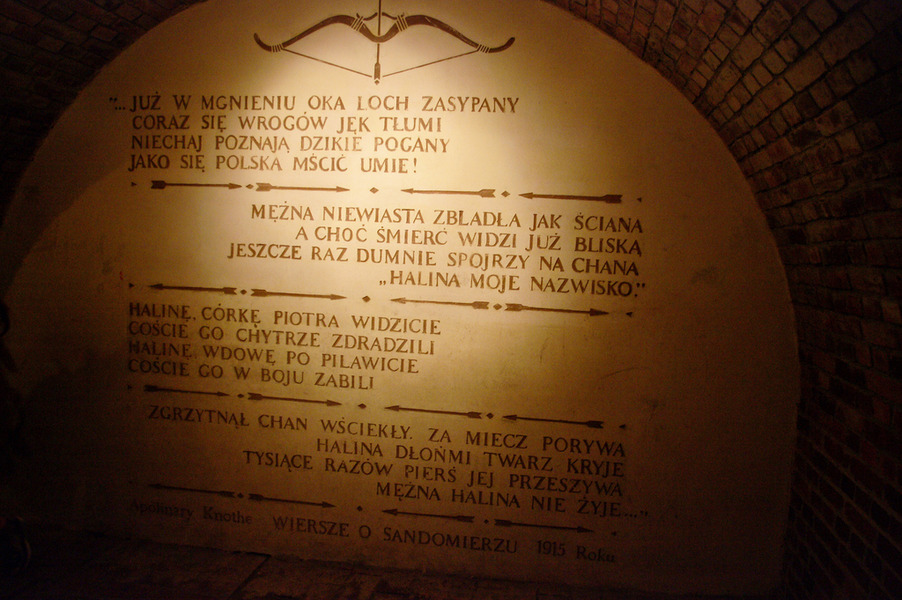 "...JUŻ W MGNIENIU OKA LOCH ZASYPANY
CORAZ SIĘ WROGÓW JĘK TŁUMI
NIECHAJ POZNAJĄ DZIKIE POGANY
JAKO SIĘ POLSKA MŚCIĆ UMIE!
MĘŻNA NIEWIASTA ZBLADŁA JAK ŚCIANA
A CHOĆ ŚMIERĆ WIDZI JUŻ BLISKĄ
JESZCZE RAZ DUMNIE SPOJRZY NA CHANA
„HALINA MOJE NAZWISKO."
HALINĘ, CÓRKĘ PIOTRA WIDZICIE
COŚCIE GO CHYTRZE ZDRADZILI
HALINĘ, WDOWĘ PO PILAWICIE
COŚCIE GO W BOJU ZABILI
ZGRZYTNĄŁ CHAN WŚCIEKŁY. ZA MIECZ PORYWA
HALINA DŁOŃMI TWARZ KRYJE
TYSIĄCE RAZÓW PIERŚ JEJ PRZESZYWA
MĘŻNA HALINA NIE ŻYJE..."
Apolinary Knothe WIERSZE O SANDOMIERZU 1915 Roku